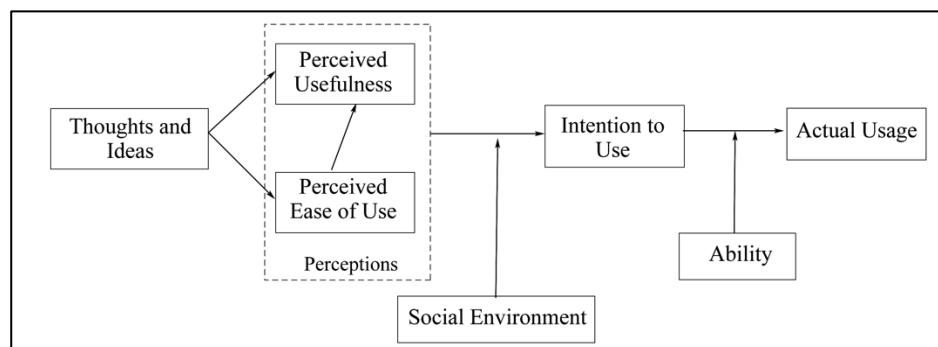 Perceived
Usefulness
Thoughts and
Ideas
Perceived
Ease of Use
Perceptions
Intention to
Use
Actual Usage
Ability
Social Environment